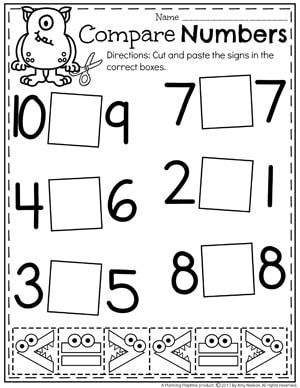 Name
Compare Numbers
Directions: Cut and paste the signs in the
correct boxes.
10 9
7 7
4 6
2 1
3 5
8 8
A Planning Playtime product. © 2017 by Amy Nielson. All rights reserved.